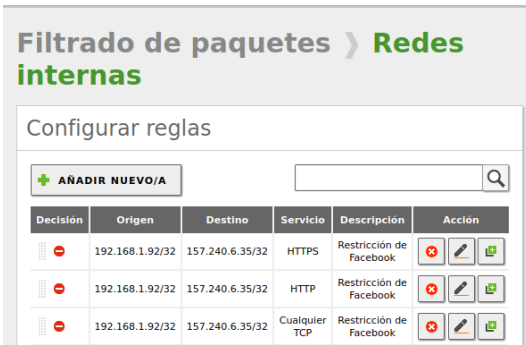 Filtrado de paquetes ❭ Redes
internas
Configurar reglas
AÑADIR NUEVO/A
Decisión Origen Destino Servicio Descripción Acción
192.168.1.92/32 157.240.6.35/32 HTTPS Restricción de
Facebook
192.168.1.92/32 157.240.6.35/32 HTTP Restricción de
Facebook
192.168.1.92/32 157.240.6.35/32 Cualquier
TCP Restricción de
Facebook